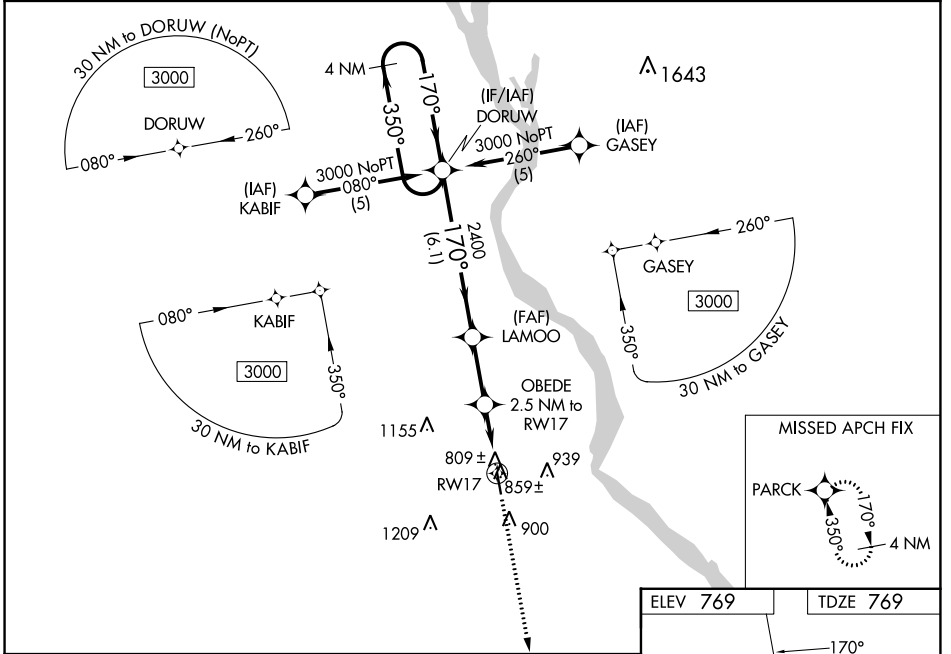 30 NM to DORUW (NoPT)
3000
DORUW
080°
260°
4 NM
350°
170°
(IF/IAF)
DORUW
1643
(IAF)
GASEY
3000 NoPT
260°
(5)
(IAF)
KABIF
3000 NoPT
080°
(5)
2400
170°
(6.1)
260°
GASEY
3000
350°
30 NM to GASEY
080°
KABIF
3000
350°
30 NM to KABIF
(FAF)
LAMOO
OBEDE
2.5 NM to
RW17
1155
809 ±
939
RW17
859 ±
1209
900
MISSED APCH FIX
PARCK
170°
350°
4 NM
ELEV 769
TDZE 769
170°